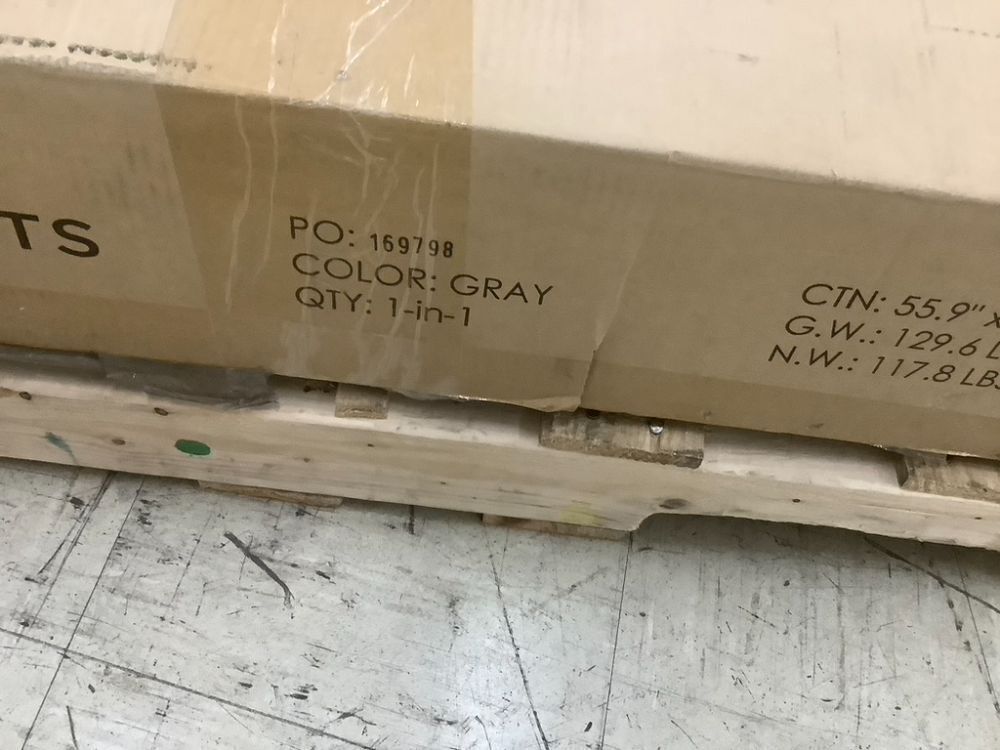 TS
PO: 169798
COLOR: GRAY
QTY: 1-in-1
CTN: 55.9" x
G.W.: 129.6 L
N.W.: 117.8 LBS